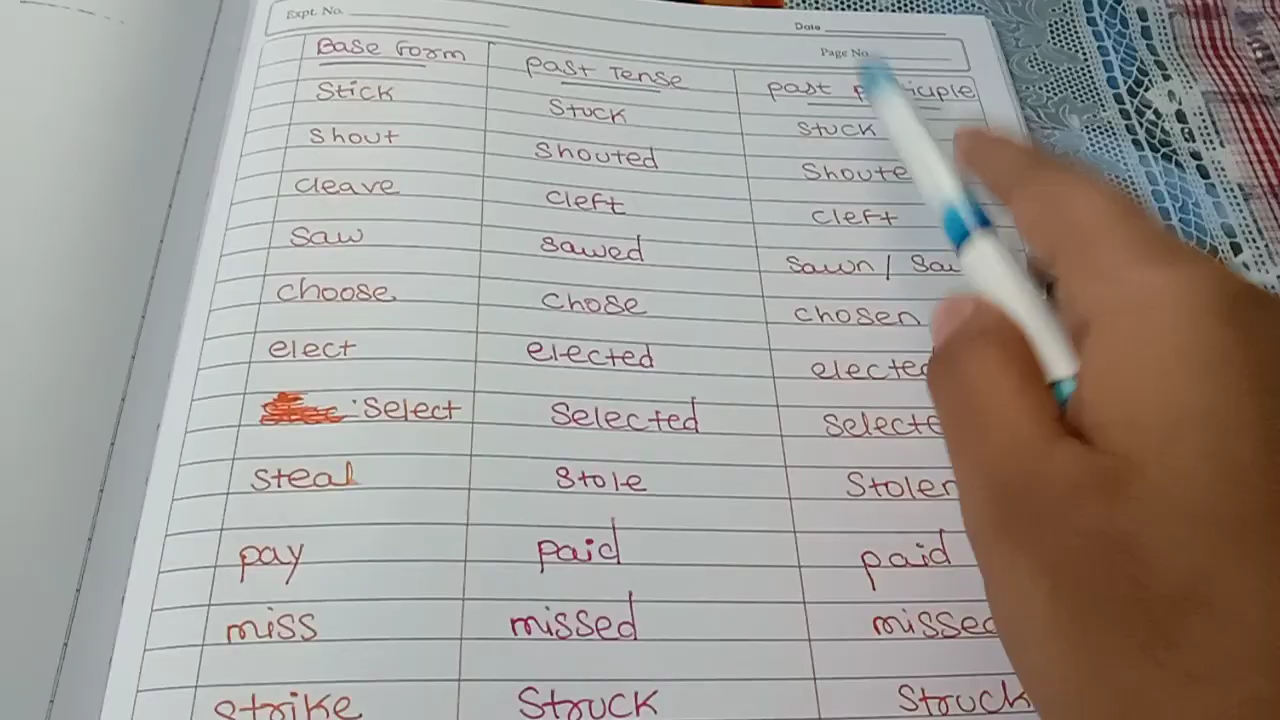 Expt. No.
Date
Page No.
Base Form Past Tense past
Stick Stuck Stuck
Shout Shouted
cleave cleft cleft
saw sawed sawn /
choose chose chosen
elect elected
Select Selected
steal Stole
pay paid paid
miss missed
strike Struck Struck